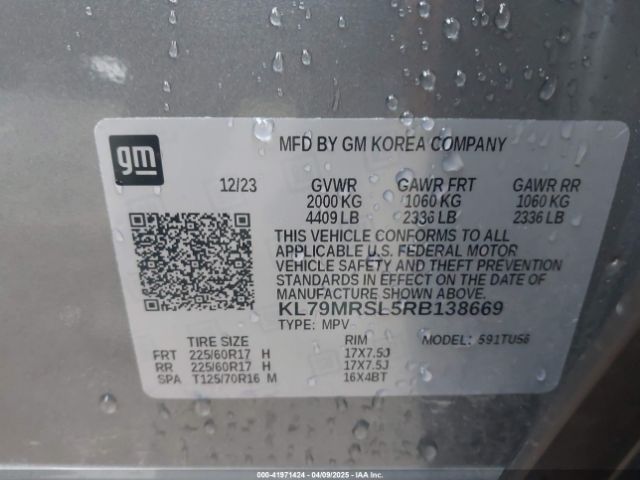 gm
MFD BY GM KOREA COMPANY
12/23 GVWR GAWR FRT GAWR RR
2000 KG 1060 KG 1060 KG
4409 LB 2336 LB 2336 LB
THIS VEHICLE CONFORMS TO ALL
APPLICABLE U.S. FEDERAL MOTOR
VEHICLE SAFETY AND THEFT PREVENTION
STANDARDS IN EFFECT ON THE DATE OF
MANUFACTURE SHOWN ABOVE.
KL79MRSL5RB138669
TYPE: MPV MODEL: 591TU56
TIRE SIZE RIM
FRT 225/60R17 H 17X7.5J
RR 225/60R17 H 17X7.5J
SPA T125/70R16 M 16X4BT
000-41971424 - 04/09/2025 - IAA Inc.